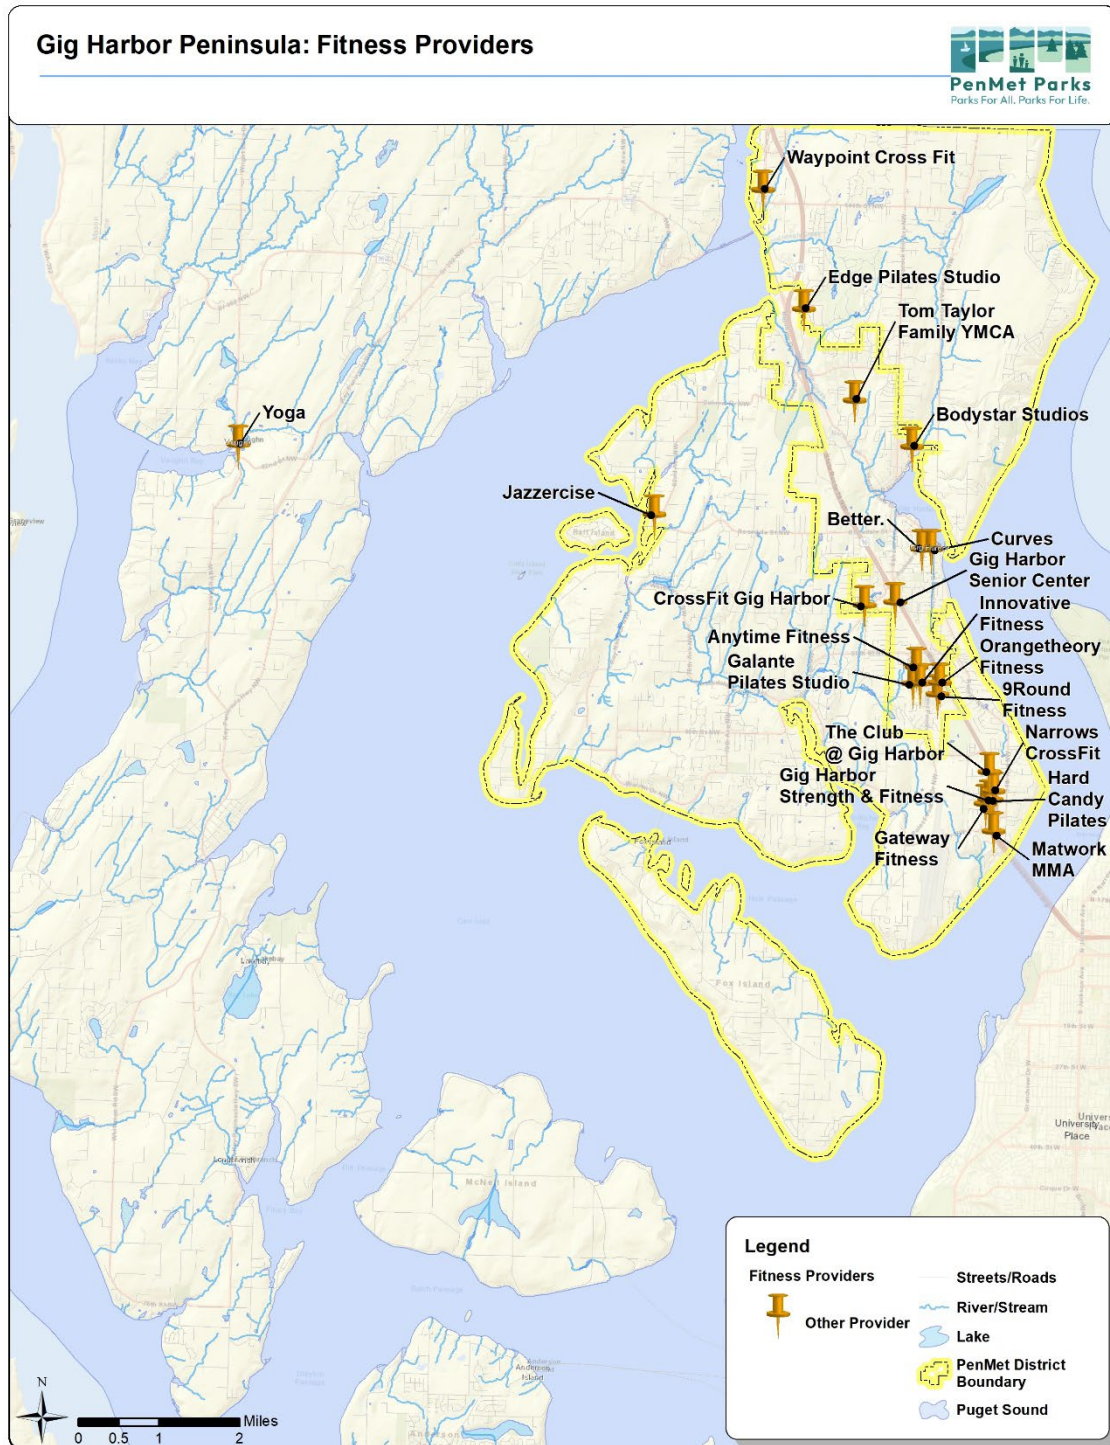 Gig Harbor Peninsula: Fitness Providers
PenMet Parks
Parks For All. Parks For Life.
Waypoint Cross Fit
Edge Pilates Studio
Tom Taylor
Family YMCA
Yoga
Bodystar Studios
Jazzercise
Better.
Curves
Gig Harbor
Senior Center
CrossFit Gig Harbor
Innovative
Fitness
Anytime Fitness
Orangetheory
Fitness
Galante
Pilates Studio
9Round
Fitness
The Club
@ Gig Harbor
Narrows
CrossFit
Gig Harbor
Strength & Fitness
Hard
Candy
Pilates
Gateway
Fitness
Matwork
MMA
Fox Island
McNeil Island
University
Place
Anderson
Island
Legend
Fitness Providers
Other Provider
Streets/Roads
River/Stream
Lake
PenMet District
Boundary
Puget Sound
N
Miles
0 0.5 1 2